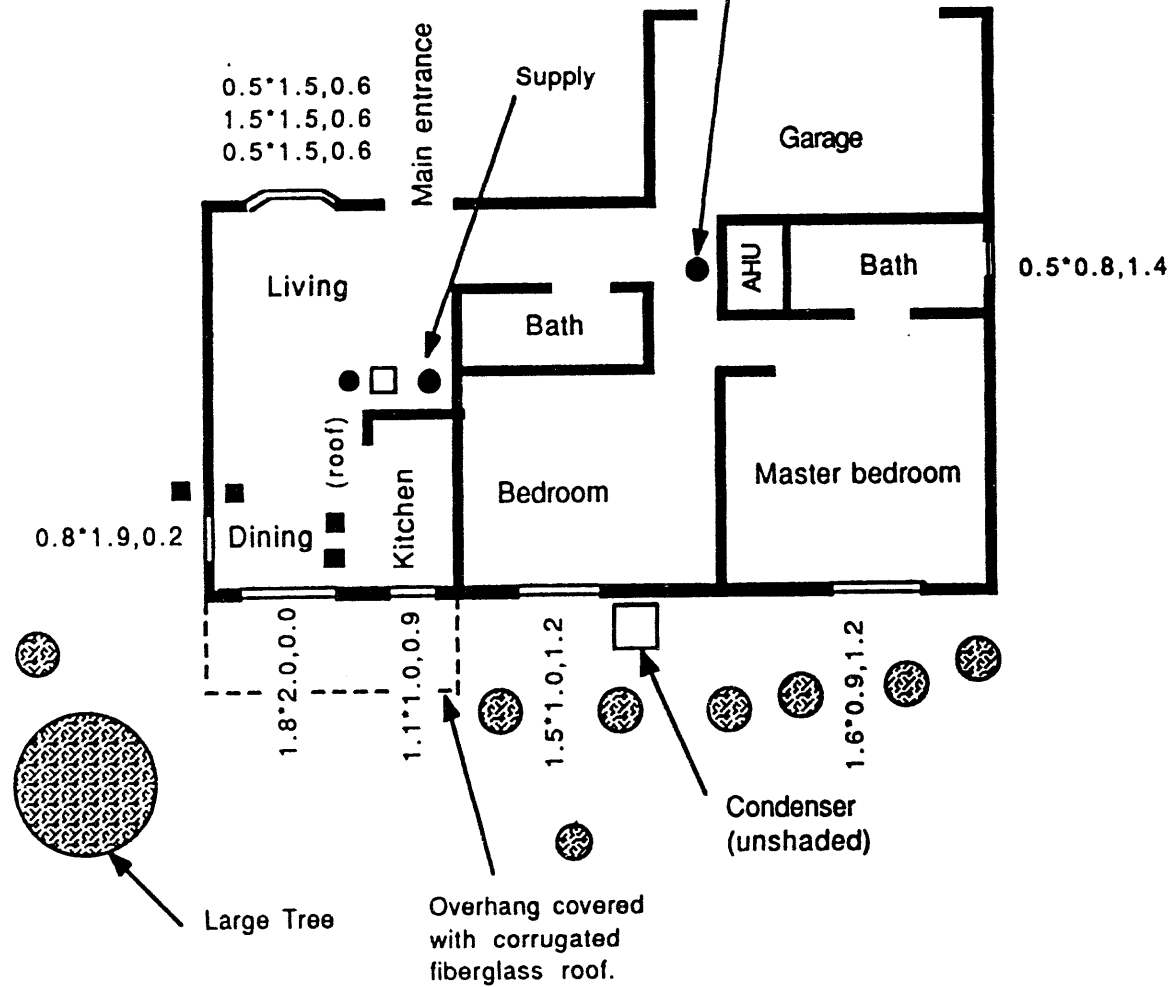 0.5*1.5,0.6
1.5*1.5,0.6
0.5*1.5,0.6
Main entrance
Supply
Garage
Living
AHU
Bath
0.5*0.8,1.4
Bath
(roof)
Kitchen
Bedroom
Master bedroom
0.8*1.9,0.2
Dining
1.8*2.0,0.0
1.1*1.0,0.9
1.5*1.0,1.2
1.6*0.9,1.2
Condenser
(unshaded)
Large Tree
Overhang covered
with corrugated
fiberglass roof.